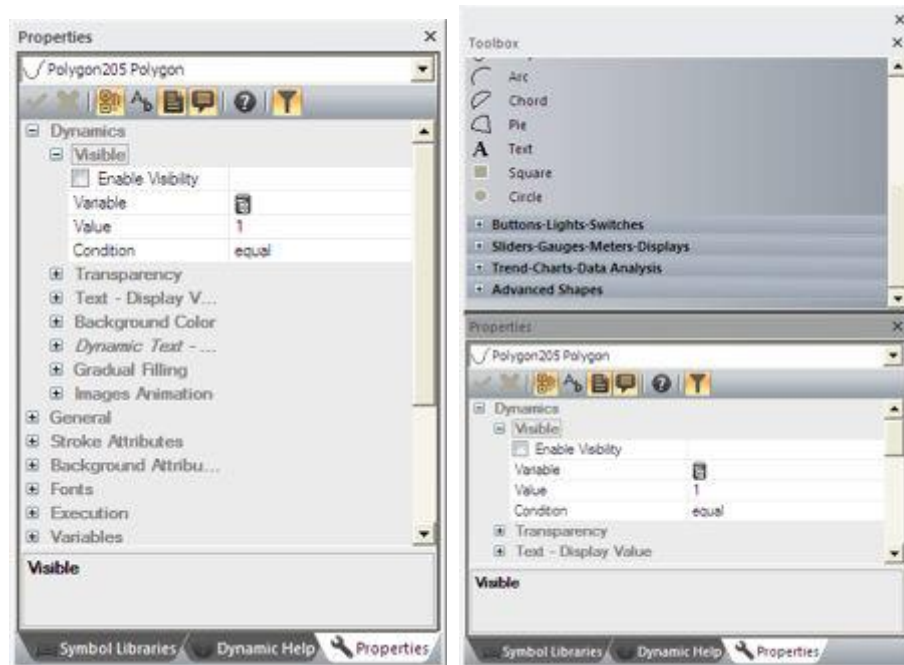 Properties
Polygon205 Polygon
Dynamics
Visible
Enable Visibility
Variable
Value 1
Condition equal
Transparency
Text - Display V...
Background Color
Dynamic Text - ...
Gradual Filling
Images Animation
General
Stroke Attributes
Background Attribu...
Fonts
Execution
Variables
Visible
Symbol Libraries
Dynamic Help
Properties
Toolbox
Arc
Chord
Pie
A Text
Square
Circle
Buttons-Lights-Switches
Sliders-Gauges-Meters-Displays
Trend-Charts-Data Analysis
Advanced Shapes
Properties
Polygon205 Polygon
Dynamics
Visible
Enable Visibility
Variable
Value 1
Condition equal
Transparency
Text - Display Value
Visible
Symbol Libraries
Dynamic Help
Properties